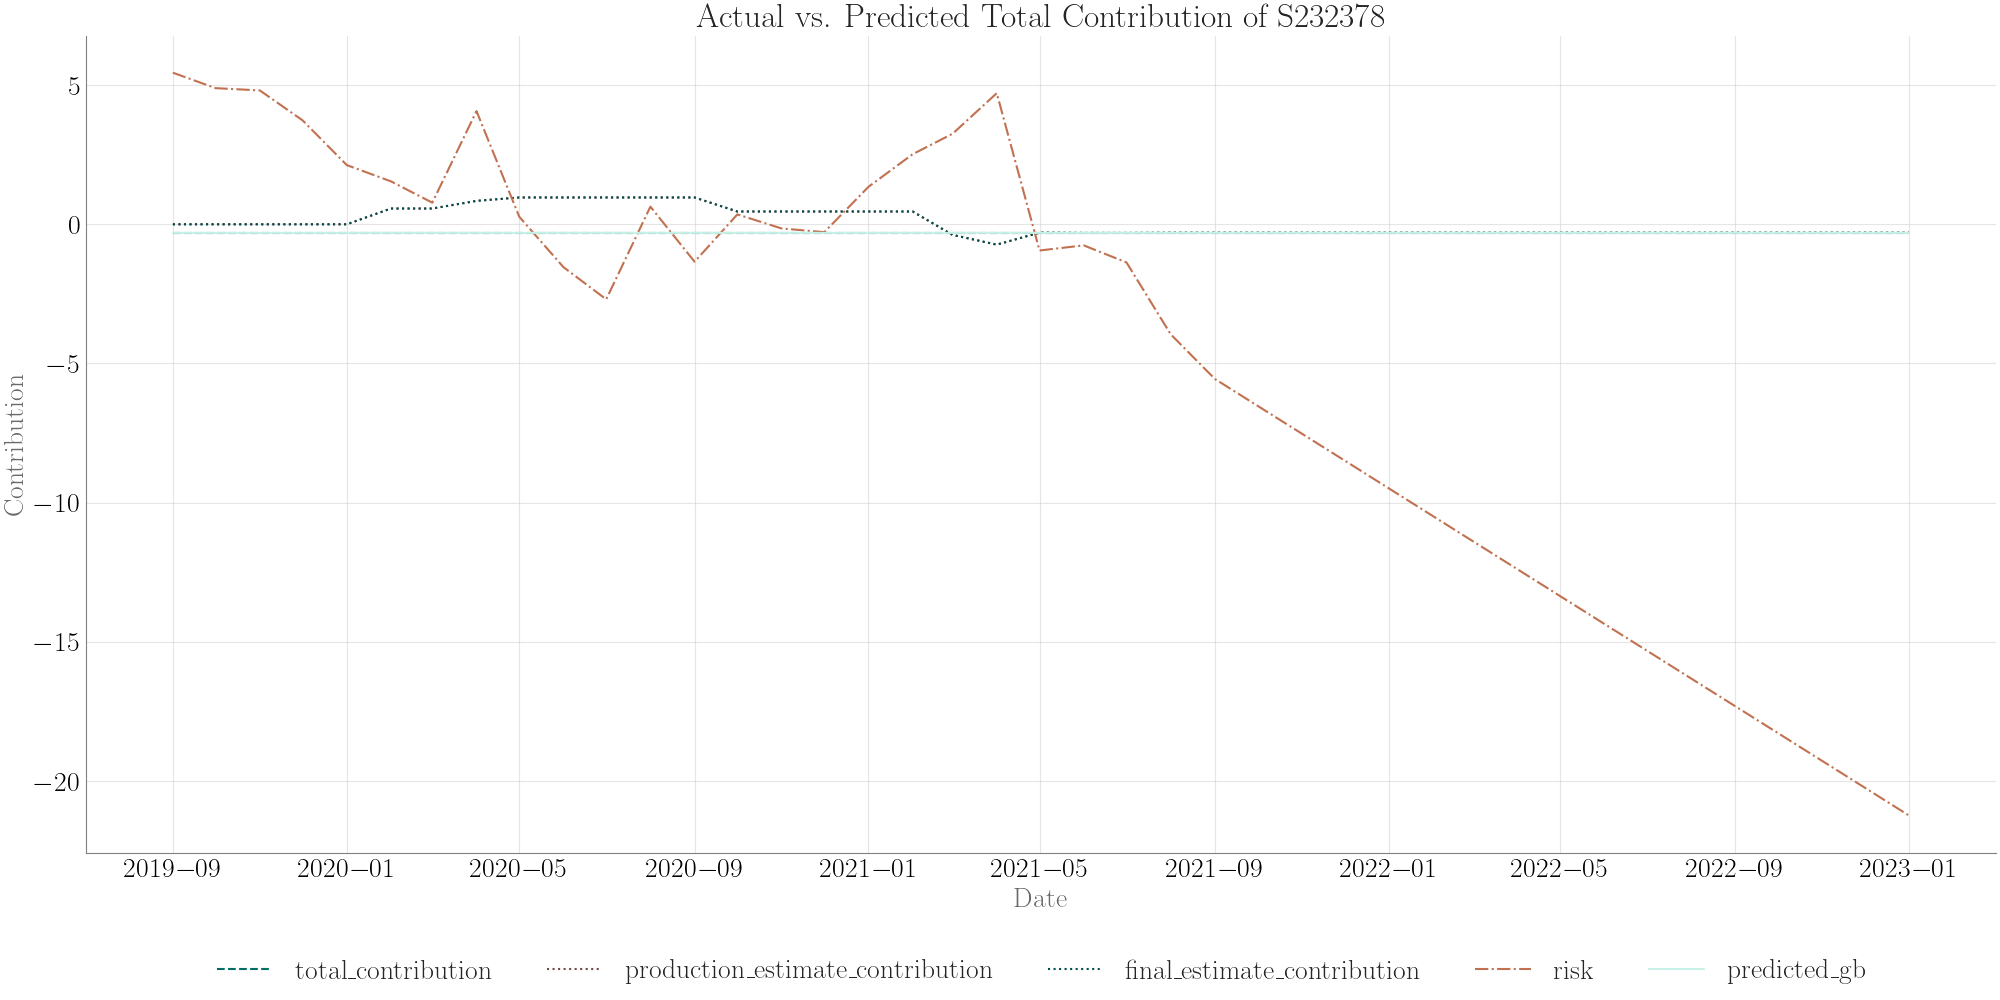 Actual vs. Predicted Total Contribution of S232378
5
0
−5
−10
−15
−20
Contribution
2019−09 2020−01 2020−05 2020−09 2021−01 2021−05 2021−09 2022−01 2022−05 2022−09 2023−01
Date
total_contribution production_estimate_contribution final_estimate_contribution risk predicted_gb